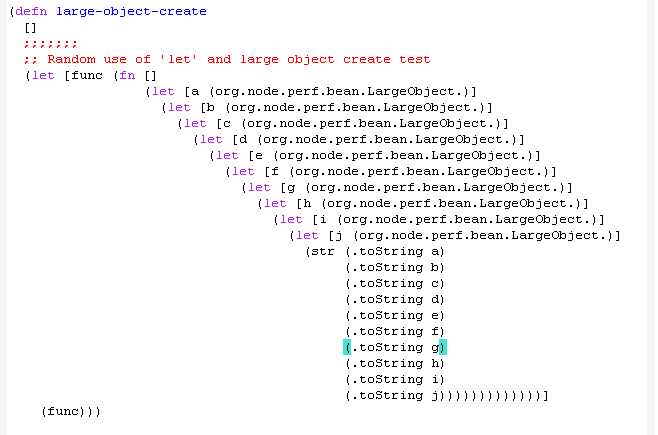 (defn large-object-create
  []
  ;;;;;;;
  ;; Random use of 'let' and large object create test
  (let [func (fn []
                 (let [a (org.node.perf.bean.LargeObject.)]
                   (let [b (org.node.perf.bean.LargeObject.)]
                     (let [c (org.node.perf.bean.LargeObject.)]
                       (let [d (org.node.perf.bean.LargeObject.)]
                         (let [e (org.node.perf.bean.LargeObject.)]
                           (let [f (org.node.perf.bean.LargeObject.)]
                             (let [g (org.node.perf.bean.LargeObject.)]
                               (let [h (org.node.perf.bean.LargeObject.)]
                                 (let [i (org.node.perf.bean.LargeObject.)]
                                   (let [j (org.node.perf.bean.LargeObject.)]
                                     (str (.toString a)
                                          (.toString b)
                                          (.toString c)
                                          (.toString d)
                                          (.toString e)
                                          (.toString f)
                                          (.toString g)
                                          (.toString h)
                                          (.toString i)
                                          (.toString j)))))))))))))]
    (func)))